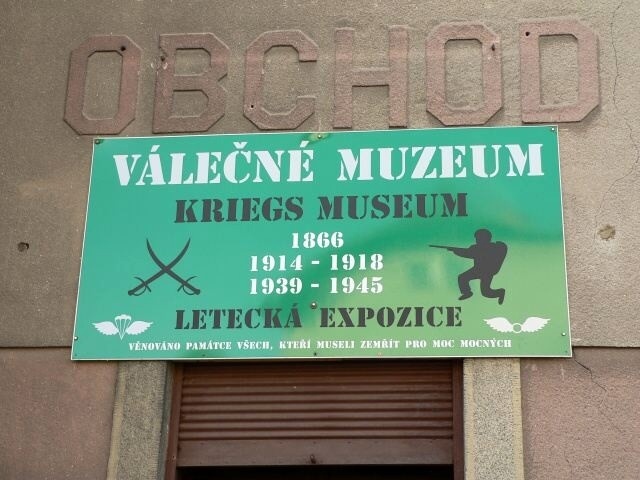 OBCHOD
VÁLEČNÉ MUZEUM
KRIEGS MUSEUM
1866
1914 - 1918
1939 - 1945
LETECKÁ EXPOZICE
VĚNOVÁNO PAMÁTCE VŠECH, KTEŘÍ MUSELI ZEMŘÍT PRO MOC MOCNÝCH